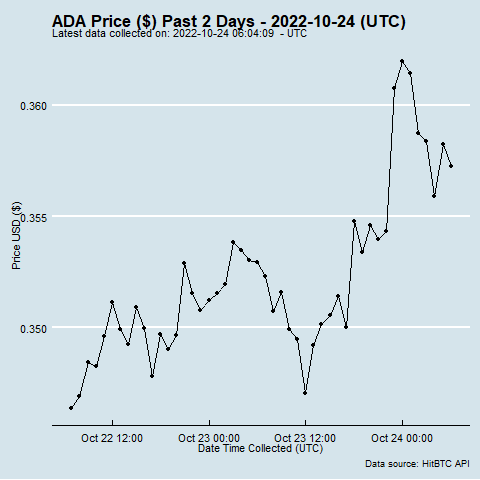 ADA Price ($) Past 2 Days - 2022-10-24 (UTC)
Latest data collected on: 2022-10-24 06:04:09  - UTC
0.360
0.355
0.350
Price USD ($)
Oct 22 12:00
Oct 23 00:00
Oct 23 12:00
Oct 24 00:00
Date Time Collected (UTC)
Data source: HitBTC API